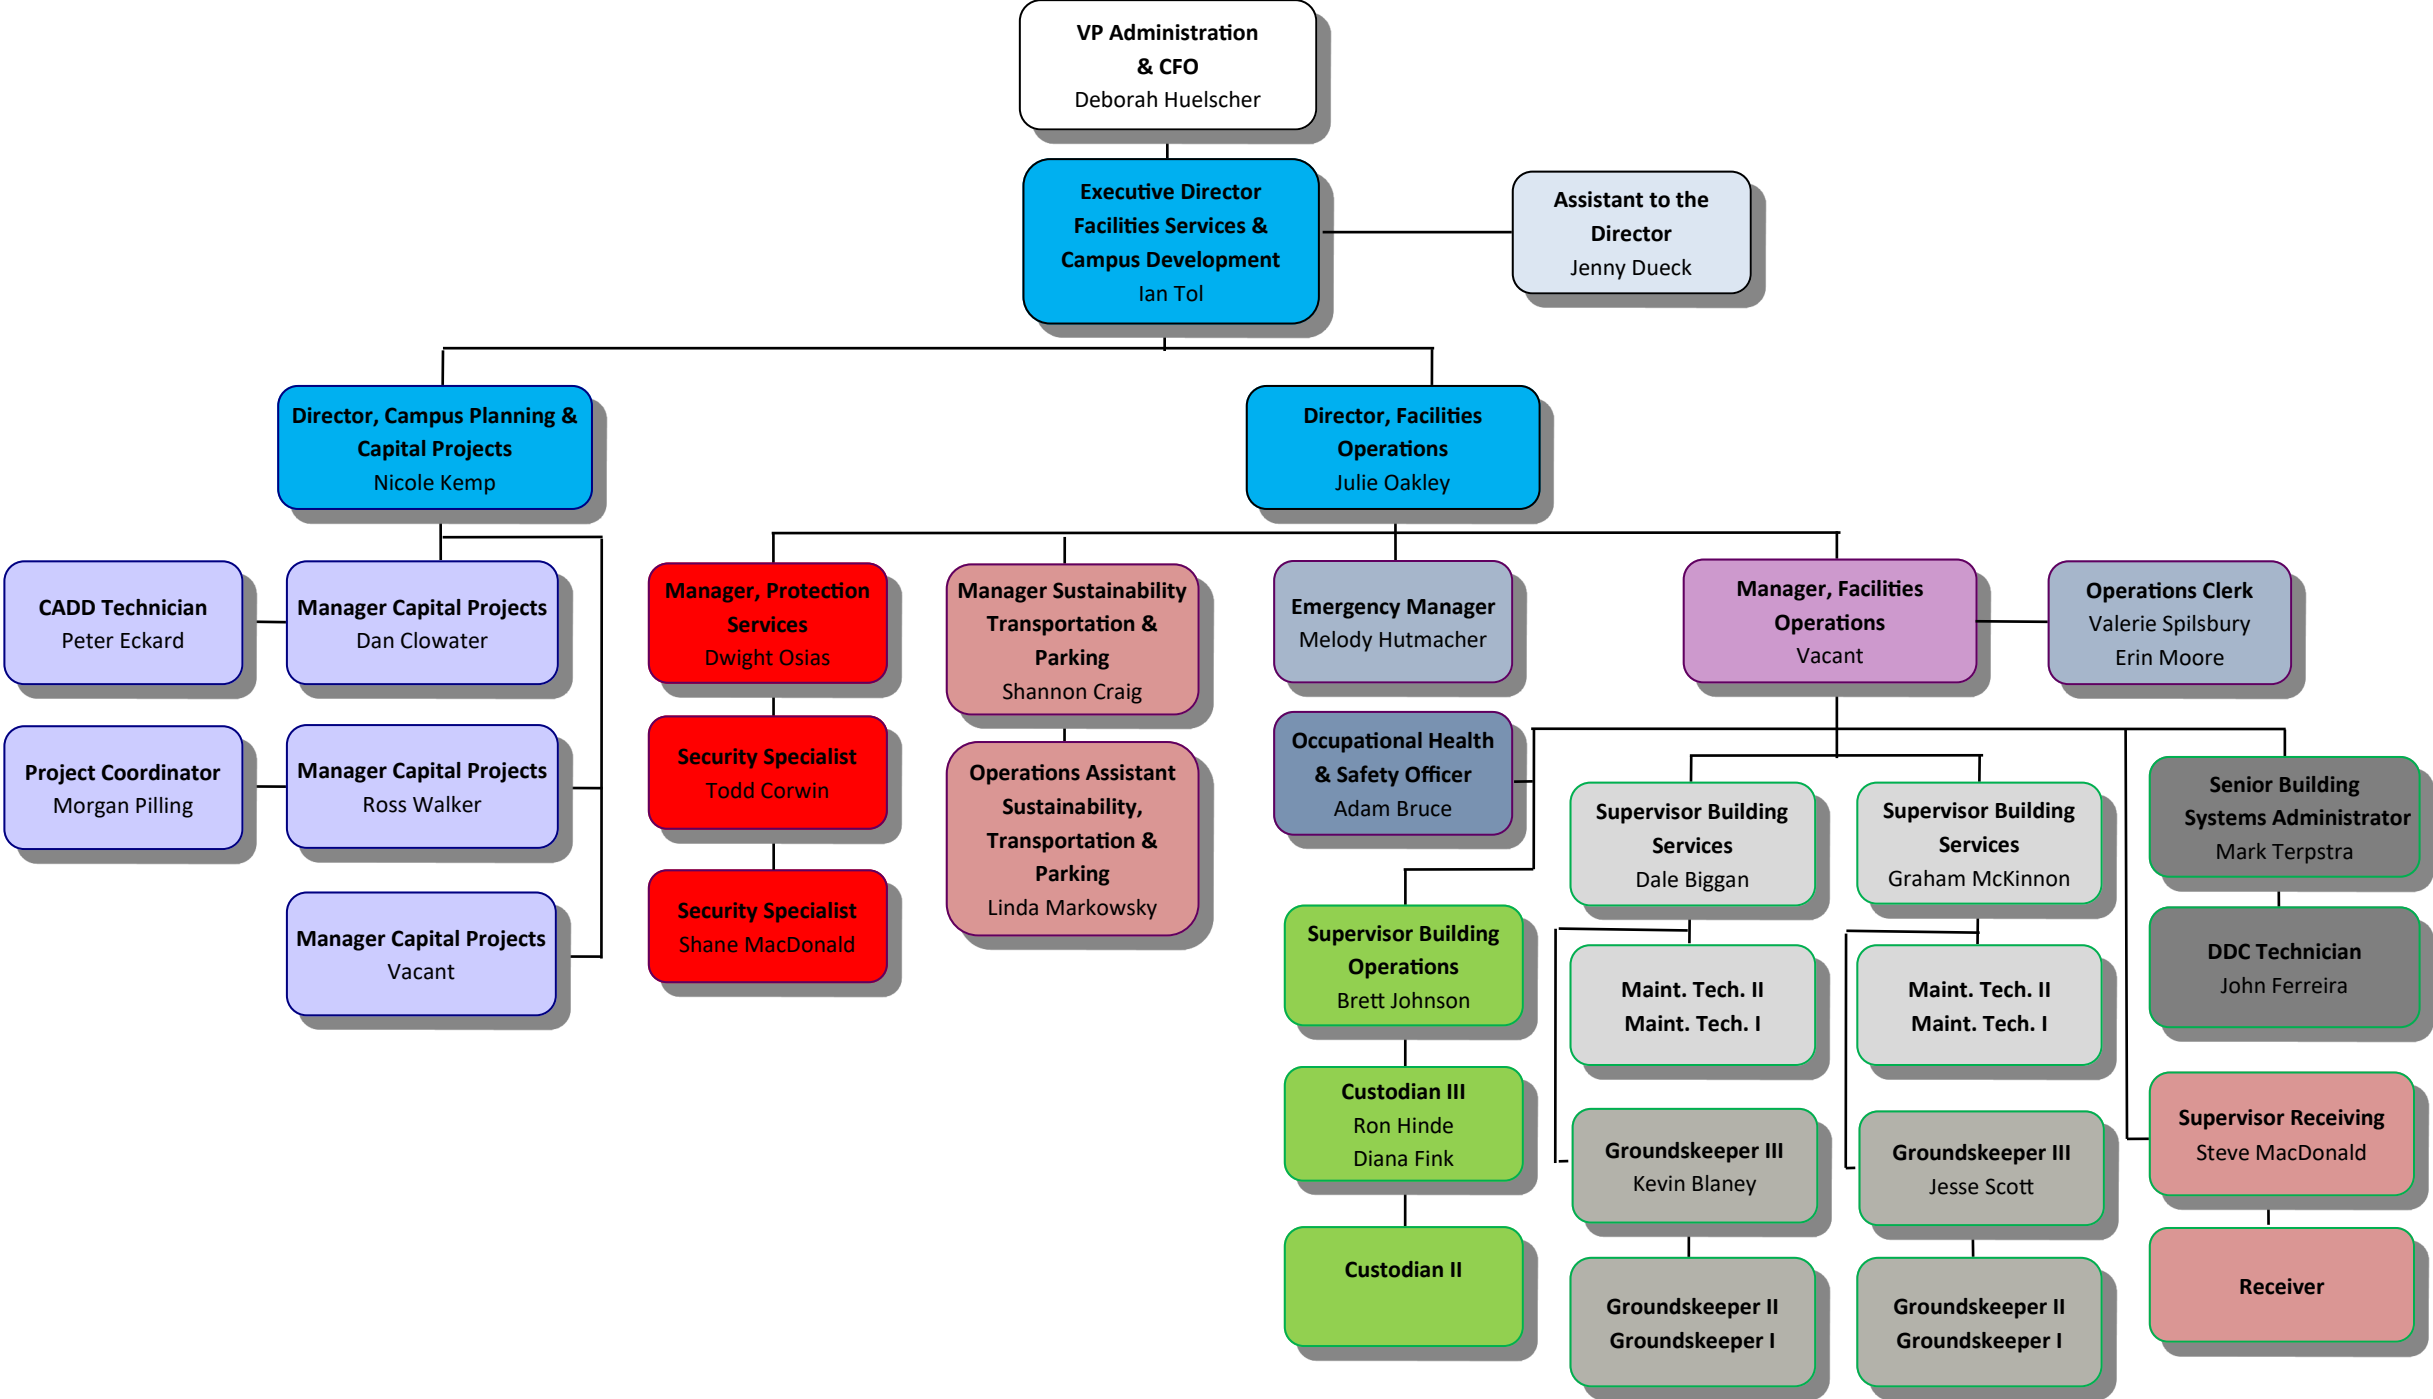 VP Administration
& CFO
Deborah Huelscher
Executive Director
Facilities Services &
Campus Development
Ian Tol
Assistant to the
Director
Jenny Dueck
Director, Campus Planning &
Capital Projects
Nicole Kemp
Director, Facilities
Operations
Julie Oakley
CADD Technician
Peter Eckard
Manager Capital Projects
Dan Clowater
Manager, Protection
Services
Dwight Osias
Manager Sustainability
Transportation &
Parking
Shannon Craig
Emergency Manager
Melody Hutmacher
Manager, Facilities
Operations
Vacant
Operations Clerk
Valerie Spilsbury
Erin Moore
Project Coordinator
Morgan Pilling
Manager Capital Projects
Ross Walker
Security Specialist
Todd Corwin
Operations Assistant
Sustainability,
Transportation &
Parking
Linda Markowsky
Occupational Health
& Safety Officer
Adam Bruce
Supervisor Building
Services
Dale Biggan
Supervisor Building
Services
Graham McKinnon
Senior Building
Systems Administrator
Mark Terpstra
Manager Capital Projects
Vacant
Security Specialist
Shane MacDonald
Supervisor Building
Operations
Brett Johnson
Maint. Tech. II
Maint. Tech. I
Maint. Tech. II
Maint. Tech. I
DDC Technician
John Ferreira
Custodian III
Ron Hinde
Diana Fink
Groundskeeper III
Kevin Blaney
Groundskeeper III
Jesse Scott
Supervisor Receiving
Steve MacDonald
Custodian II
Groundskeeper II
Groundskeeper I
Groundskeeper II
Groundskeeper I
Receiver